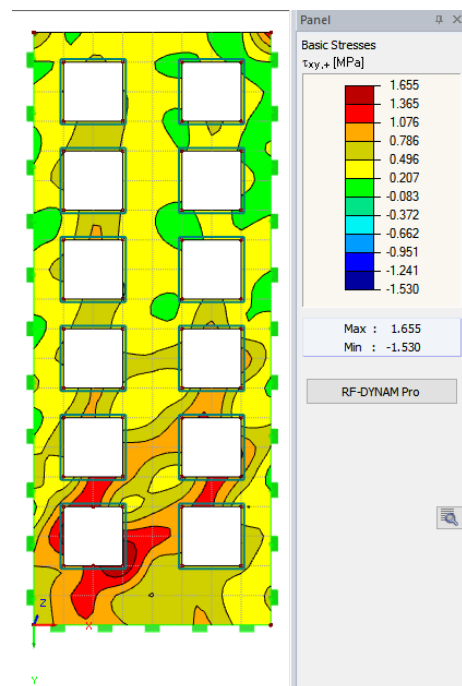 Panel
Basic Stresses
τxy,+ [MPa]
1.655
1.365
1.076
0.786
0.496
0.207
-0.083
-0.372
-0.662
-0.951
-1.241
-1.530
Max : 1.655
Min : -1.530
RF-DYNAM Pro
Z
X
Y